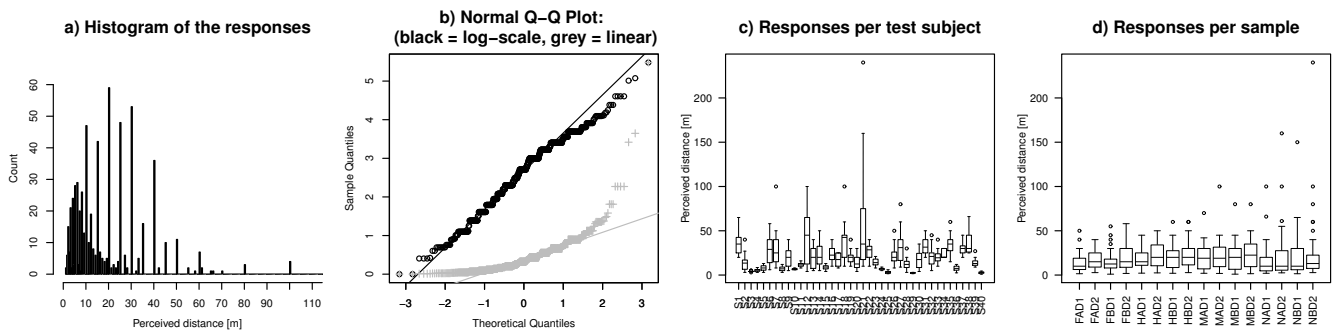 a) Histogram of the responses
Count
0 10 20 30 40 50 60
0 10 20 30 40 50 60 70 80 90 110
Perceived distance [m]
b) Normal Q−Q Plot:
(black = log−scale, grey = linear)
Sample Quantiles
0 1 2 3 4 5
−3 −2 −1 0 1 2 3
Theoretical Quantiles
c) Responses per test subject
Perceived distance [m]
0 50 100 150 200
d) Responses per sample
Perceived distance [m]
0 50 100 150 200
FAD1 FAD2 FBD1 FBD2 HAD1 HAD2 HBD1 HBD2 MAD1 MAD2 MBD1 MBD2 NAD1 NAD2 NBD1 NBD2